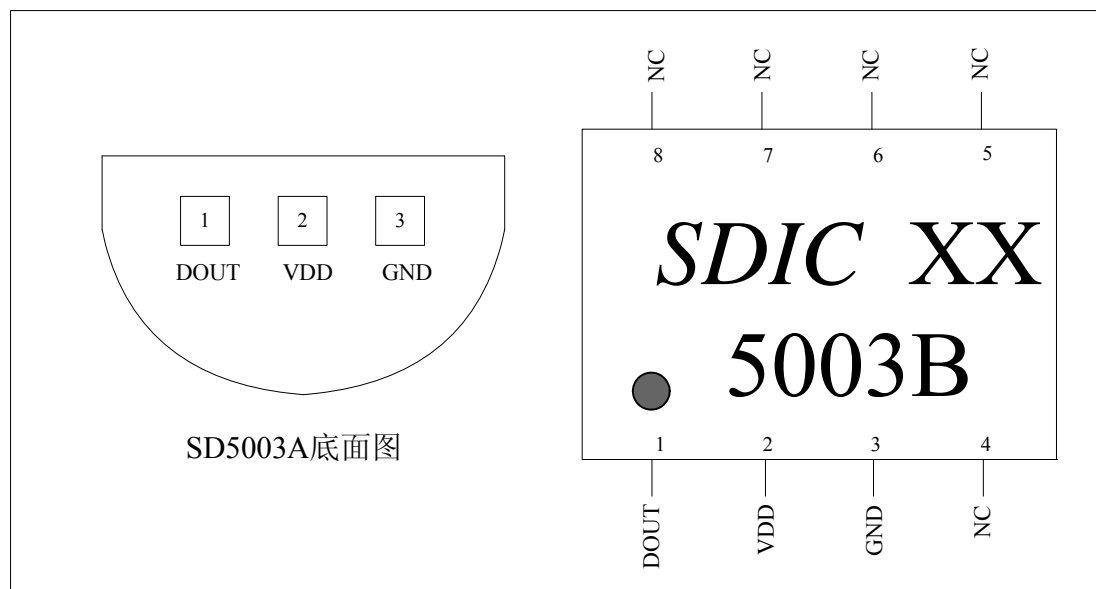 1 2 3
DOUT VDD GND
SD5003A底面图
NC NC NC NC
8 7 6 5
SDIC XX
5003B
1 2 3 4
DOUT VDD GND NC